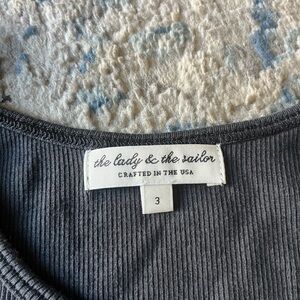 the lady & the sailor
CRAFTED IN THE USA
3